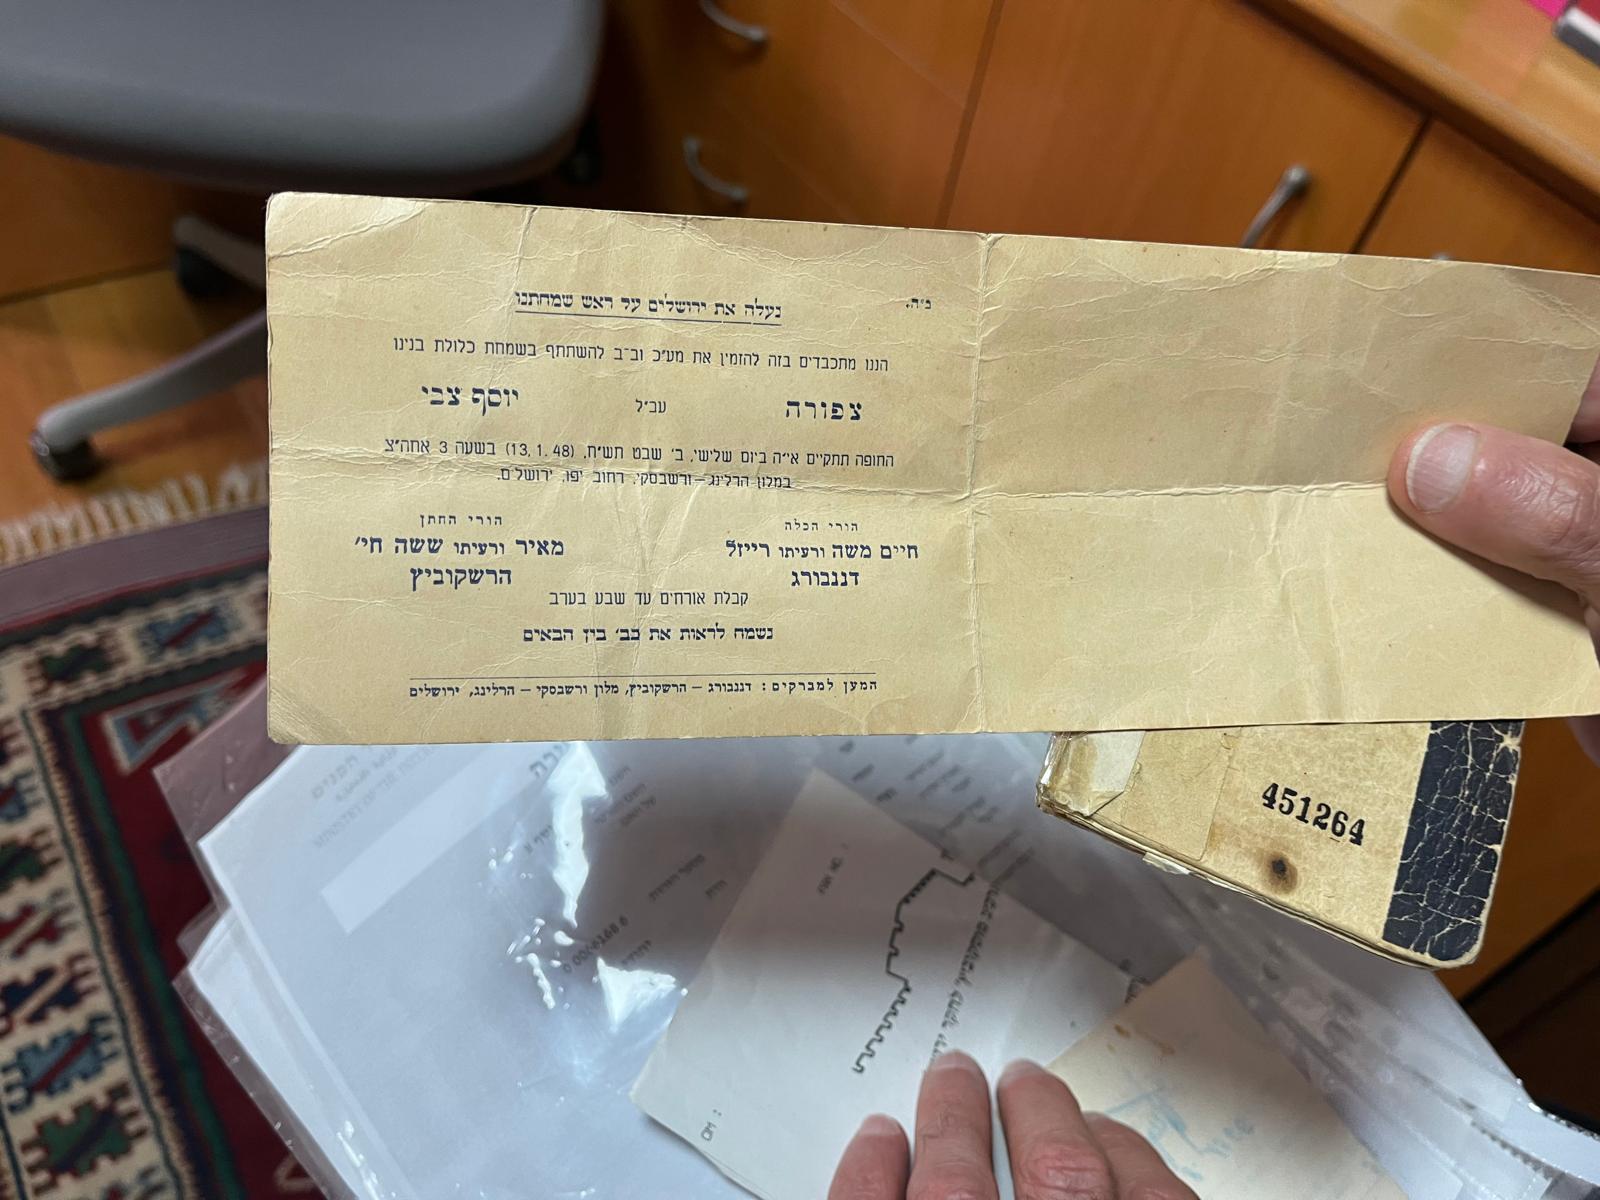 ב"ה.
נעלה את ירושלים על ראש שמחתנו
הננו מתכבדים בזה להזמין את מע"כ וב־ב להשתתף בשמחת כלולת בנינו
צפורה עב"ל יוסף צבי
החופה תתקיים אי"ה ביום שלישי, ב' שבט תש"ח, (13.1.48) בשעה 3 אחה"צ
במלון הרלינג–ורשבסקי, רחוב יפו, ירושלים.
הורי הכלה
חיים משה ורעיתו רייזל
דננבורג
הורי החתן
מאיר ורעיתו ששה חי'
הרשקוביץ
קבלת אורחים עד שבע בערב
נשמח לראות את כב' בין הבאים
המען למברקים: דננבורג – הרשקוביץ, מלון ורשבסקי – הרלינג, ירושלים
451264